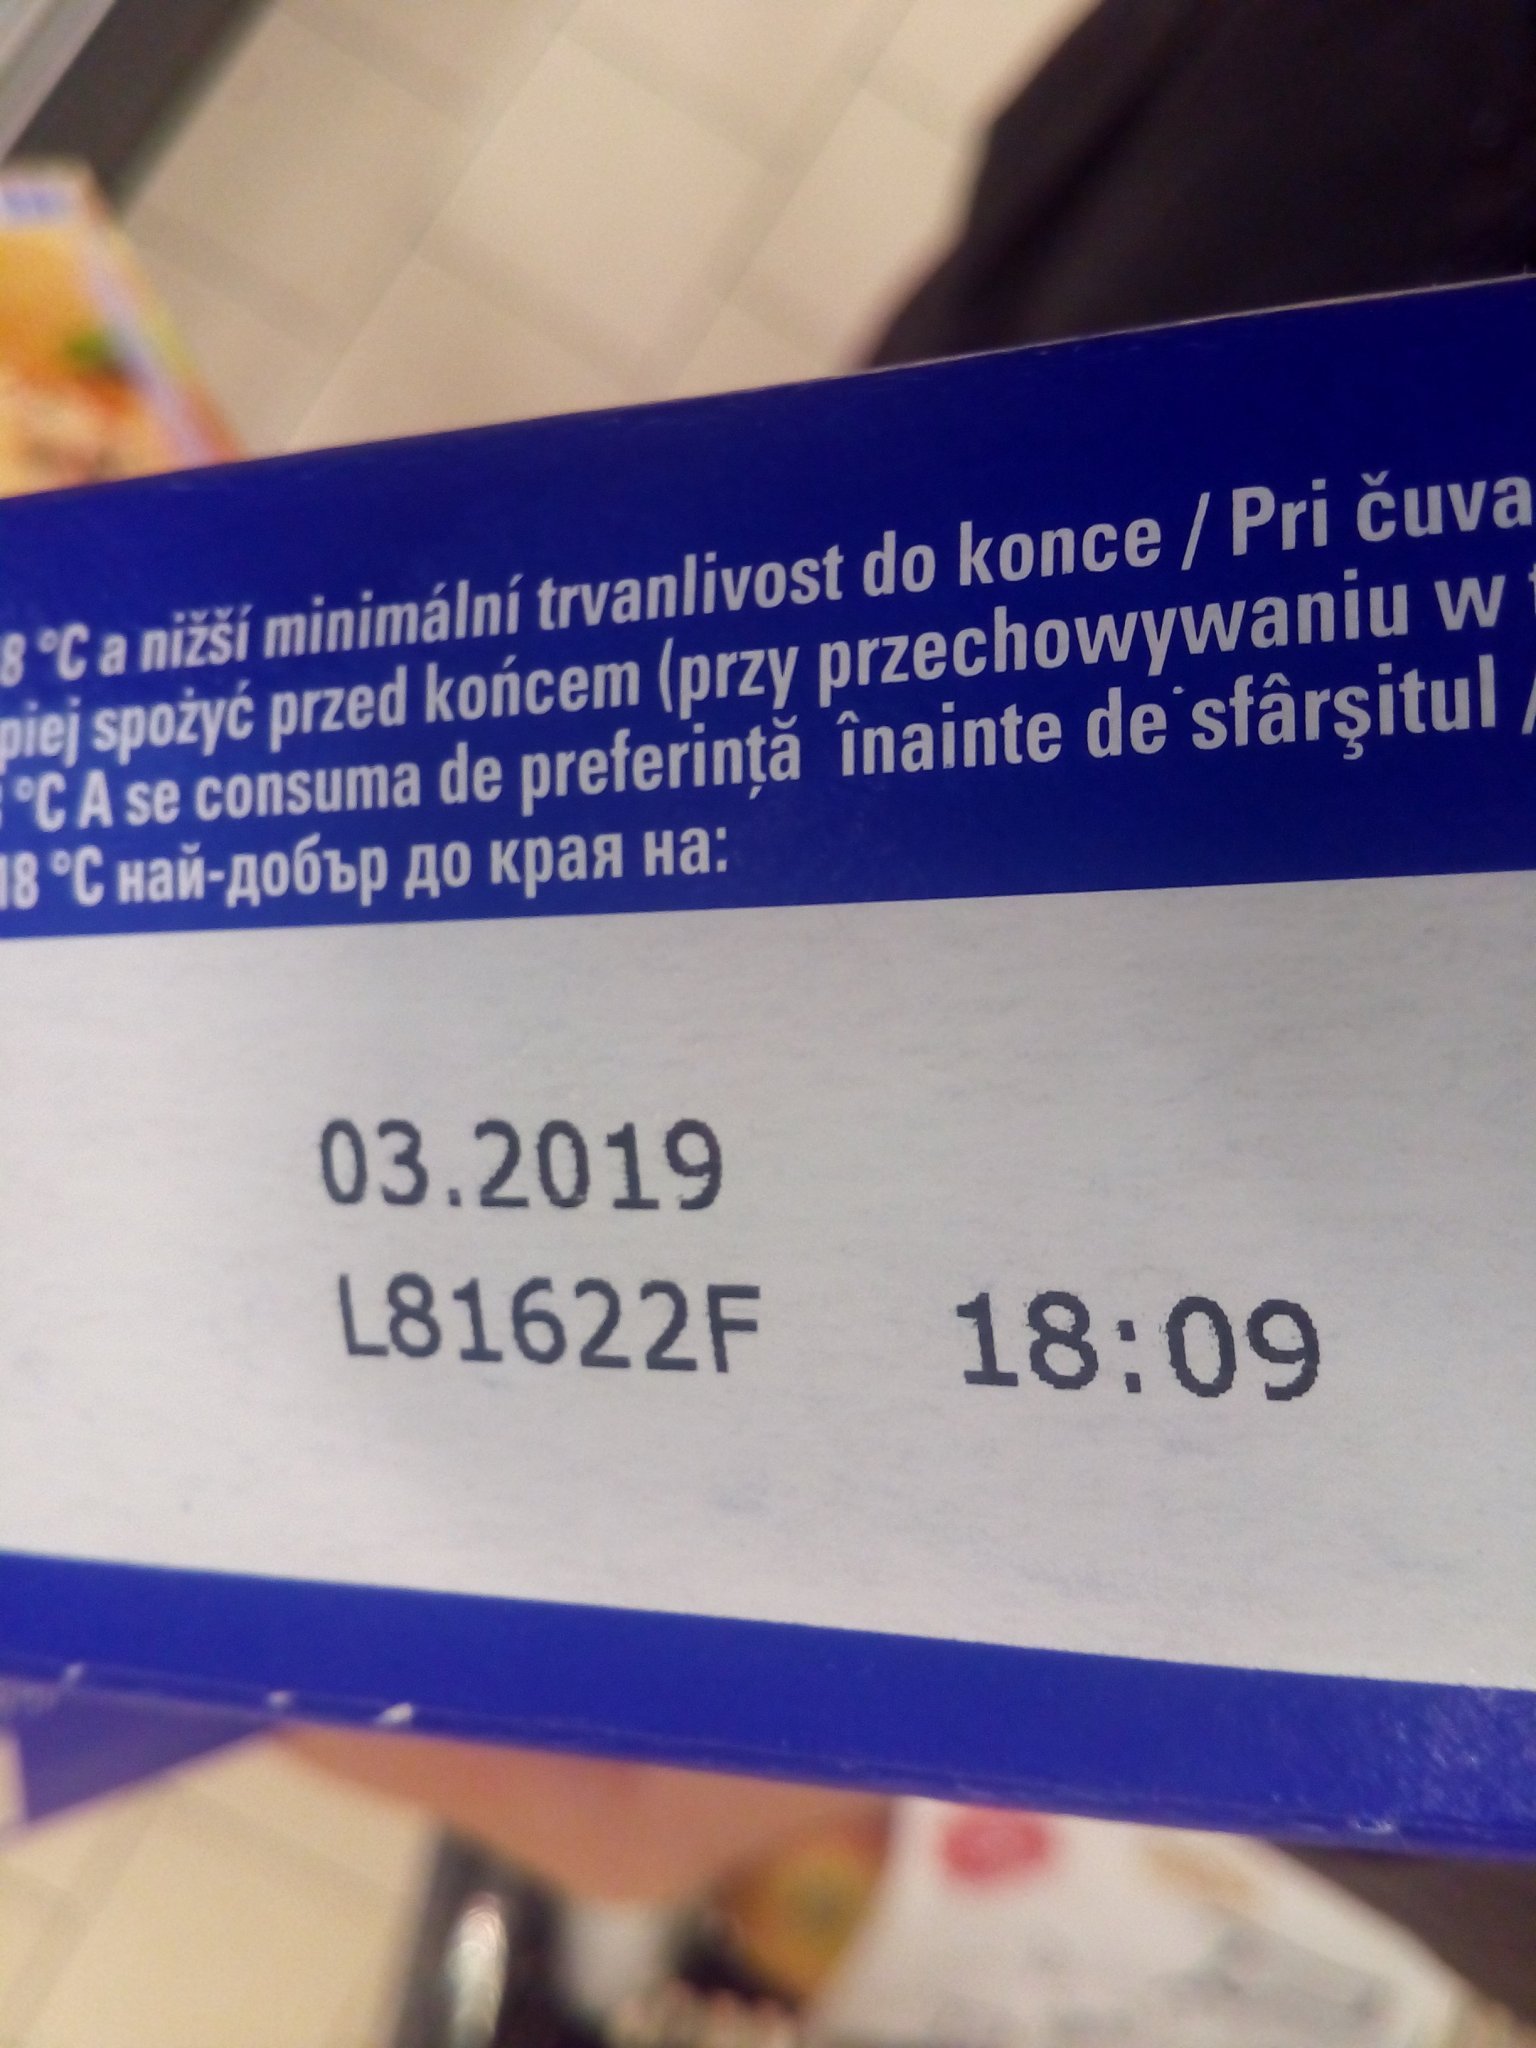 8 °C a nižší minimální trvanlivost do konce / Pri čuva
piej spożyć przed końcem (przy przechowywaniu w
°C A se consuma de preferință înainte de sfârşitul /
18 °C най-добър до края на:
03.2019
L81622F 18:09